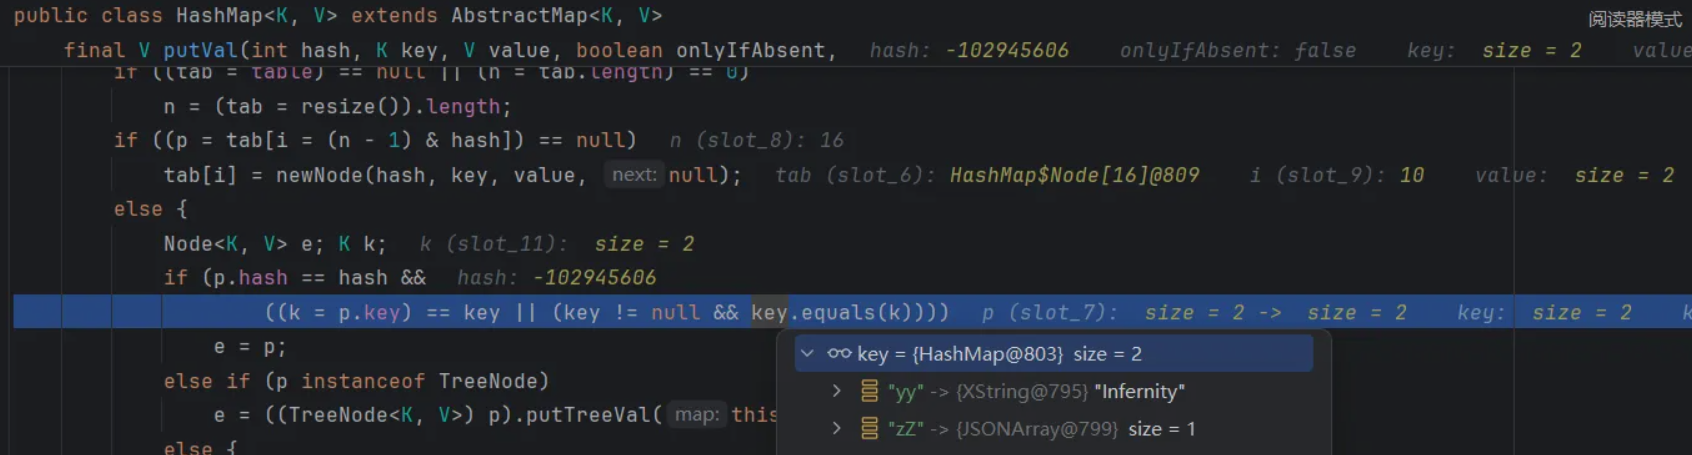 public class HashMap<K, V> extends AbstractMap<K, V>
阅读器模式
final V putVal(int hash, K key, V value, boolean onlyIfAbsent, hash: -102945606 onlyIfAbsent: false key: size = 2 value
if ((tab = table) == null || (n = tab.length) == 0)
n = (tab = resize()).length;
if ((p = tab[i = (n - 1) & hash]) == null) n (slot_8): 16
tab[i] = newNode(hash, key, value, next: null); tab (slot_6): HashMap$Node[16]@809 i (slot_9): 10 value: size = 2
else {
Node<K, V> e; K k; k (slot_11): size = 2
if (p.hash == hash && hash: -102945606
((k = p.key) == key || (key != null && key.equals(k)))) p (slot_7): size = 2 -> size = 2 key: size = 2 k
e = p;
key = {HashMap@803} size = 2
else if (p instanceof TreeNode)
"yy" -> {XString@795} "Infernity"
e = ((TreeNode<K, V>) p).putTreeVal( map: this
"zZ" -> {JSONArray@799} size = 1
else {